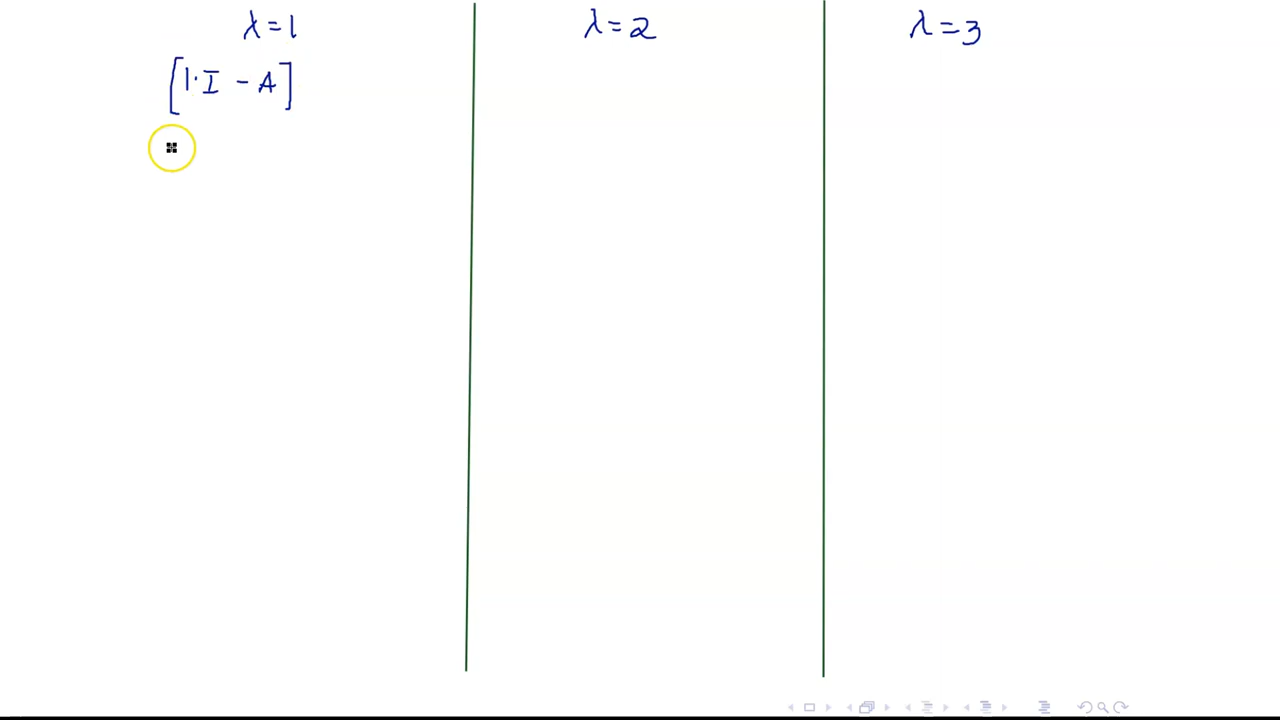 λ = 1
[1·I - A]
λ = 2
λ = 3